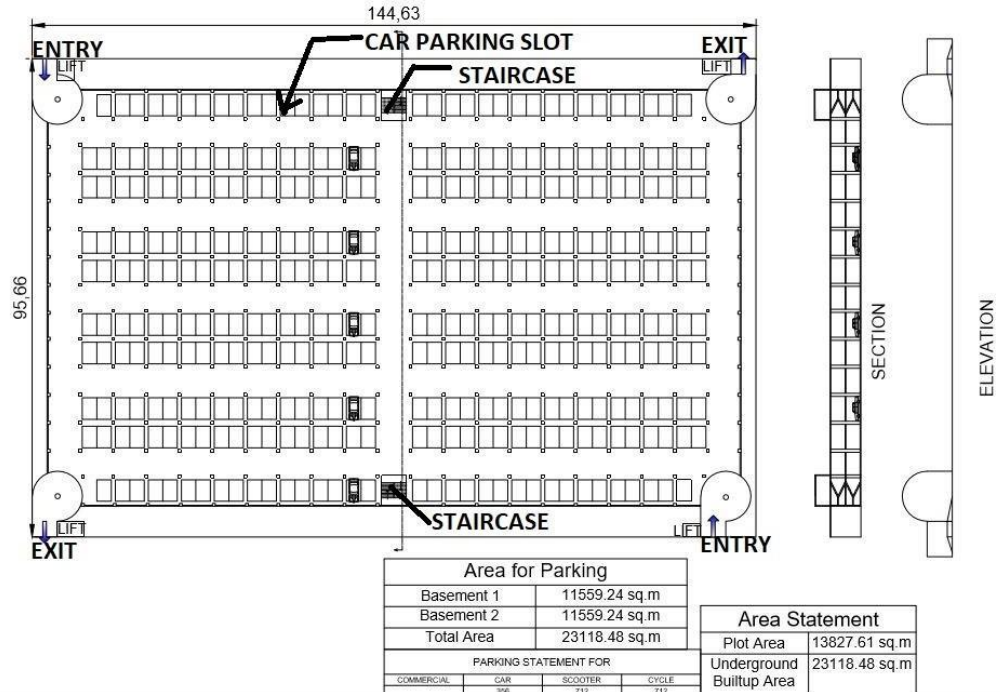 144,63
ENTRY
CAR PARKING SLOT
EXIT
LIFT
STAIRCASE
LIFT
95,66
SECTION
ELEVATION
STAIRCASE
LIFT
EXIT
LIFT
ENTRY
Area for Parking
Basement 1 11559.24 sq.m
Basement 2 11559.24 sq.m
Total Area 23118.48 sq.m
Area Statement
Plot Area 13827.61 sq.m
Underground Builtup Area 23118.48 sq.m
PARKING STATEMENT FOR
COMMERCIAL CAR SCOOTER CYCLE